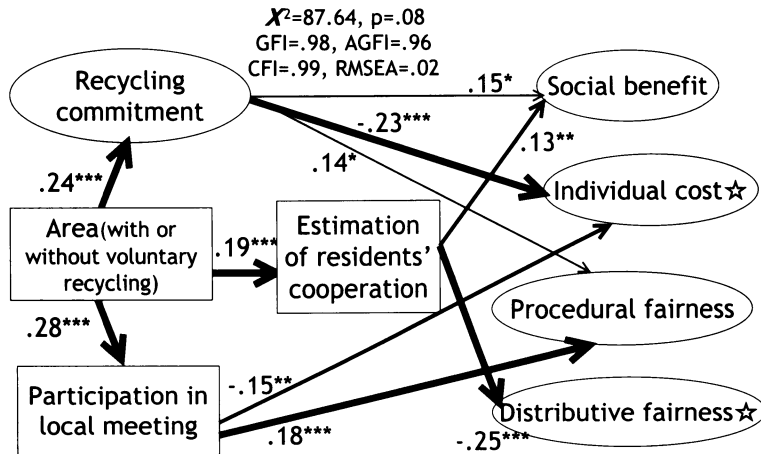 X²=87.64, p=.08
GFI=.98, AGFI=.96
CFI=.99, RMSEA=.02
Recycling
commitment
.15*
Social benefit
-.23***
.13**
.14*
.24***
Individual cost☆
Area(with or
without voluntary
recycling)
.19***
Estimation
of residents'
cooperation
Procedural fairness
.28***
-.15**
Participation in
local meeting
.18***
Distributive fairness☆
-.25***